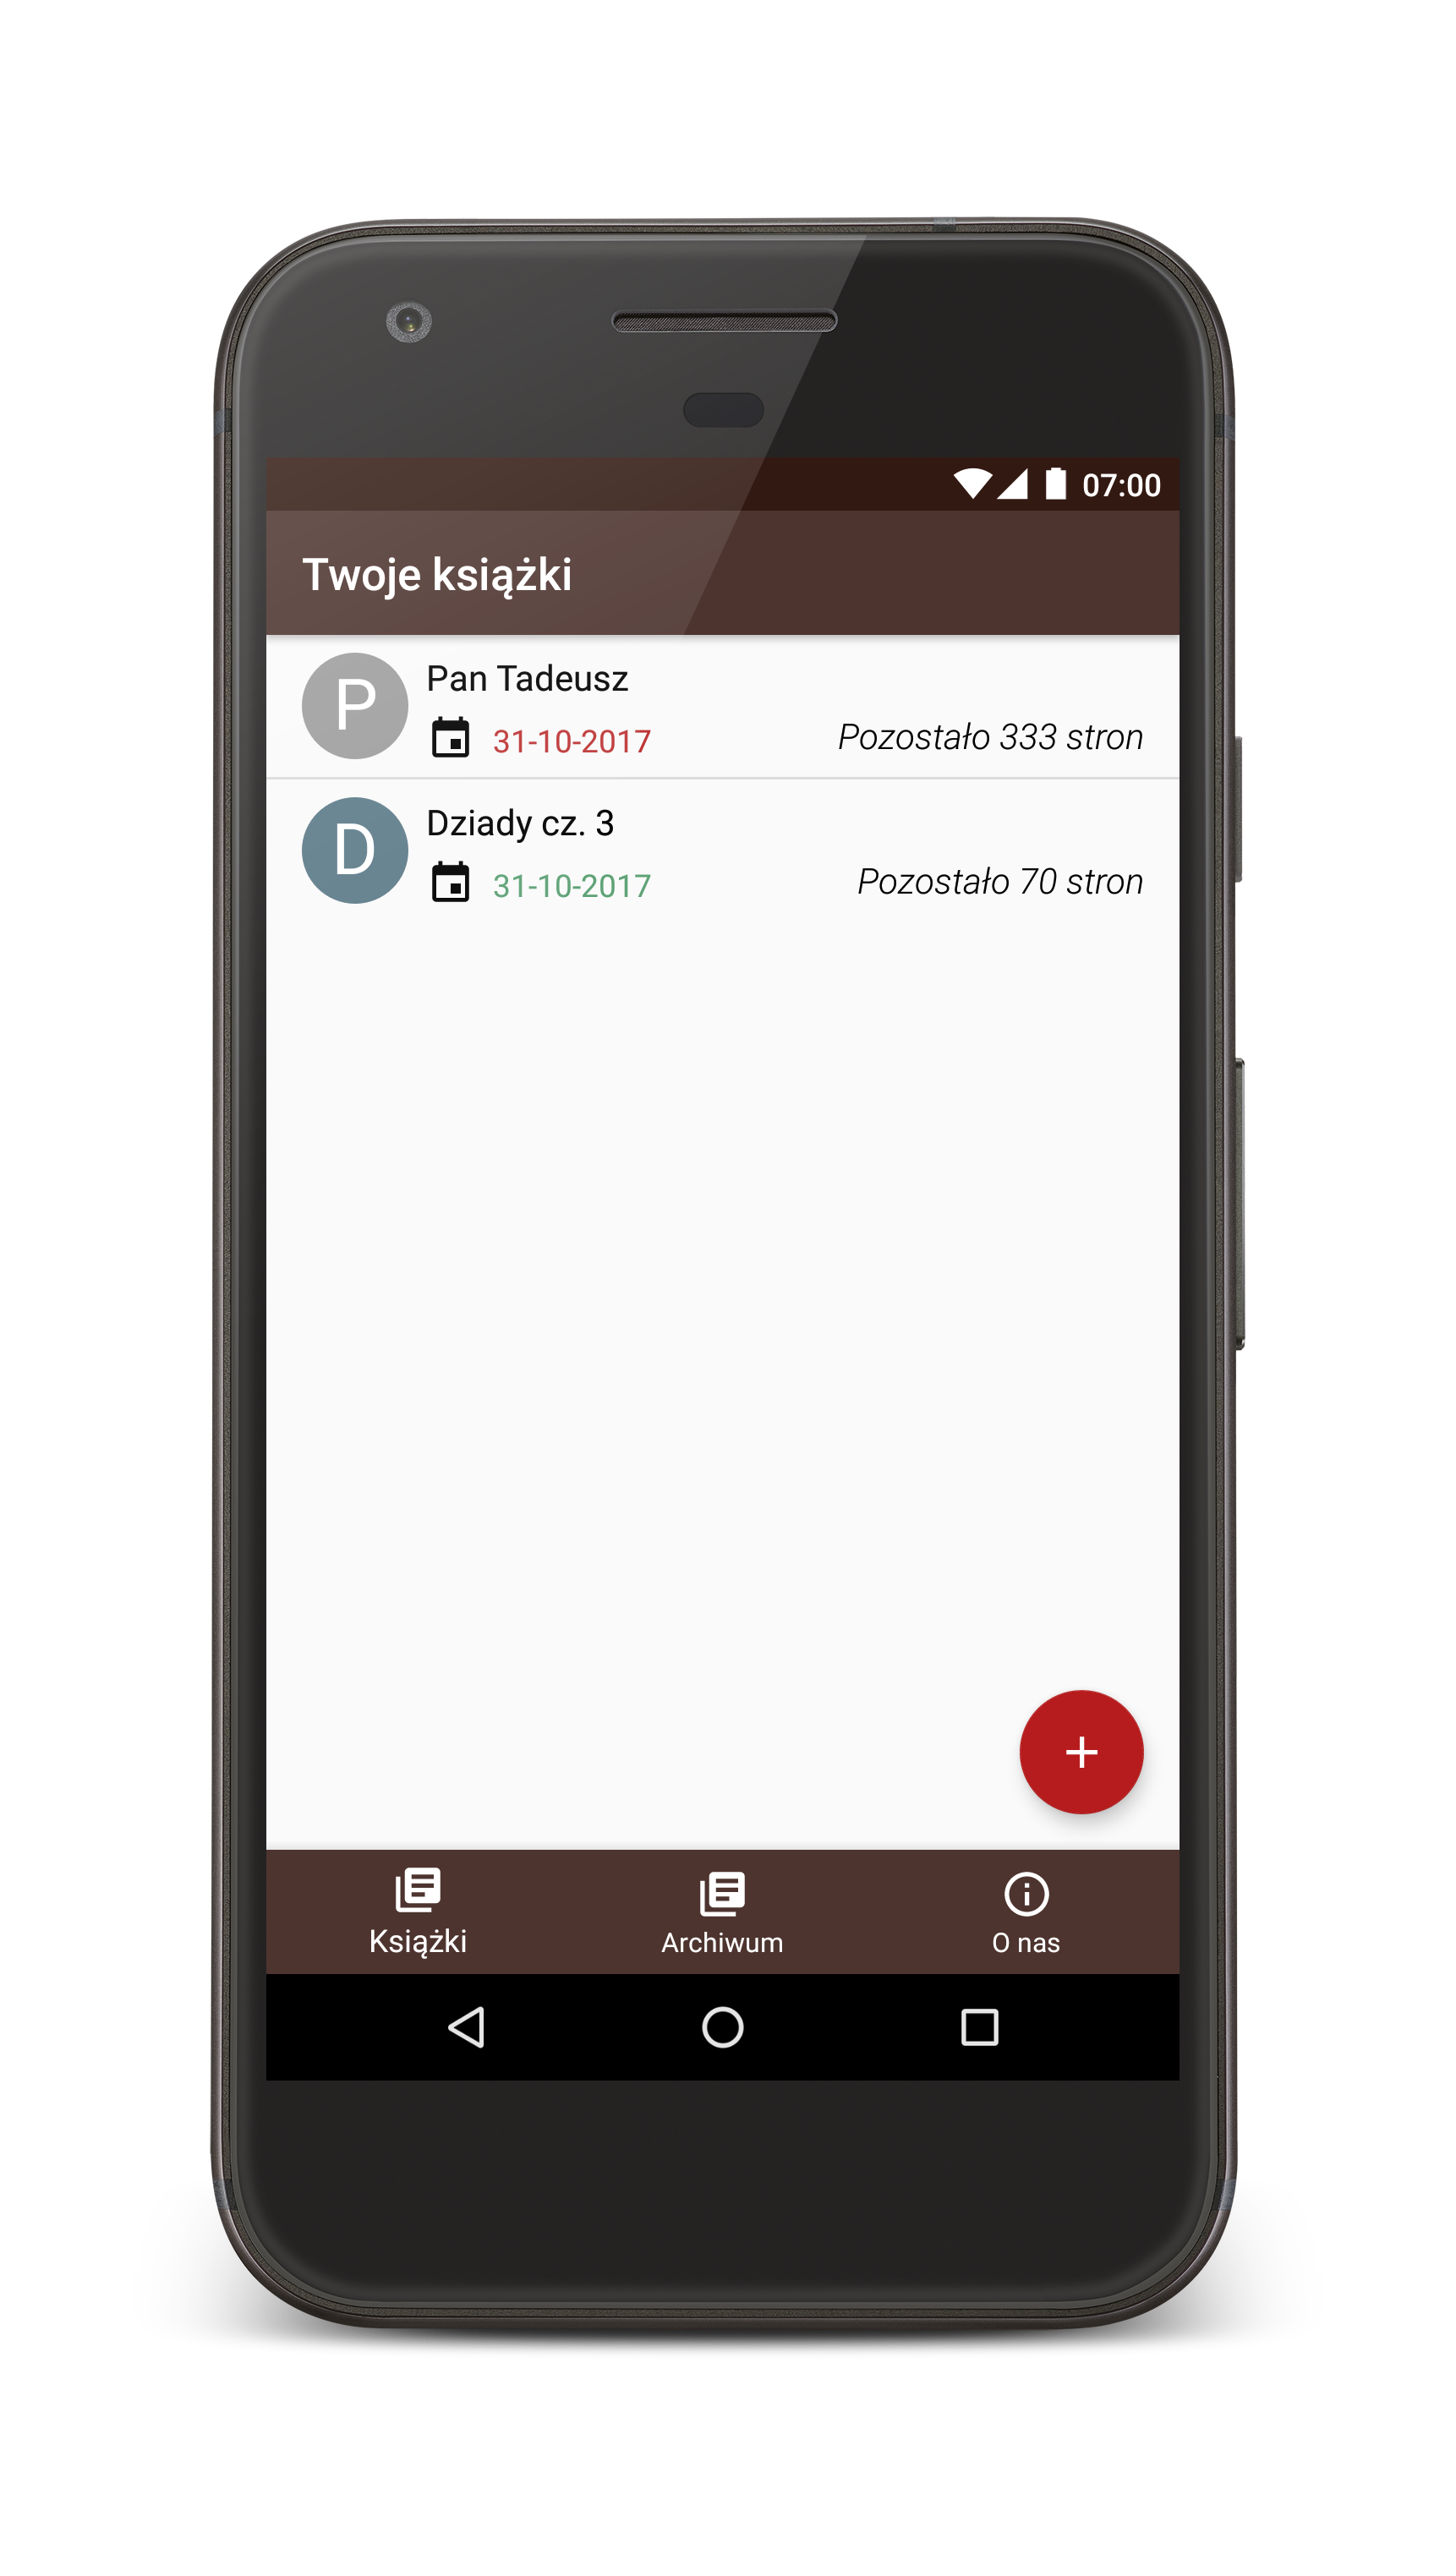 07:00
Twoje książki
P
Pan Tadeusz
31-10-2017
Pozostało 333 stron
D
Dziady cz. 3
31-10-2017
Pozostało 70 stron
+
Książki
Archiwum
O nas